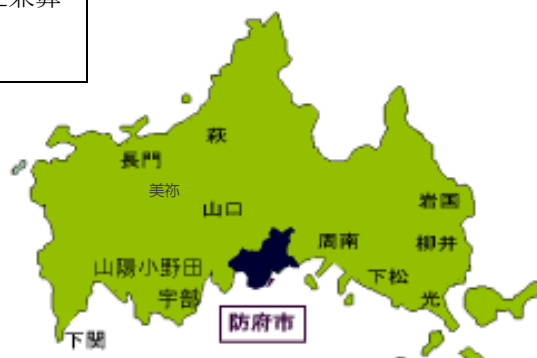 萩
長門
美祢
山口
岩国
周南
柳井
山陽小野田
下松
宇部
光
防府市
下関